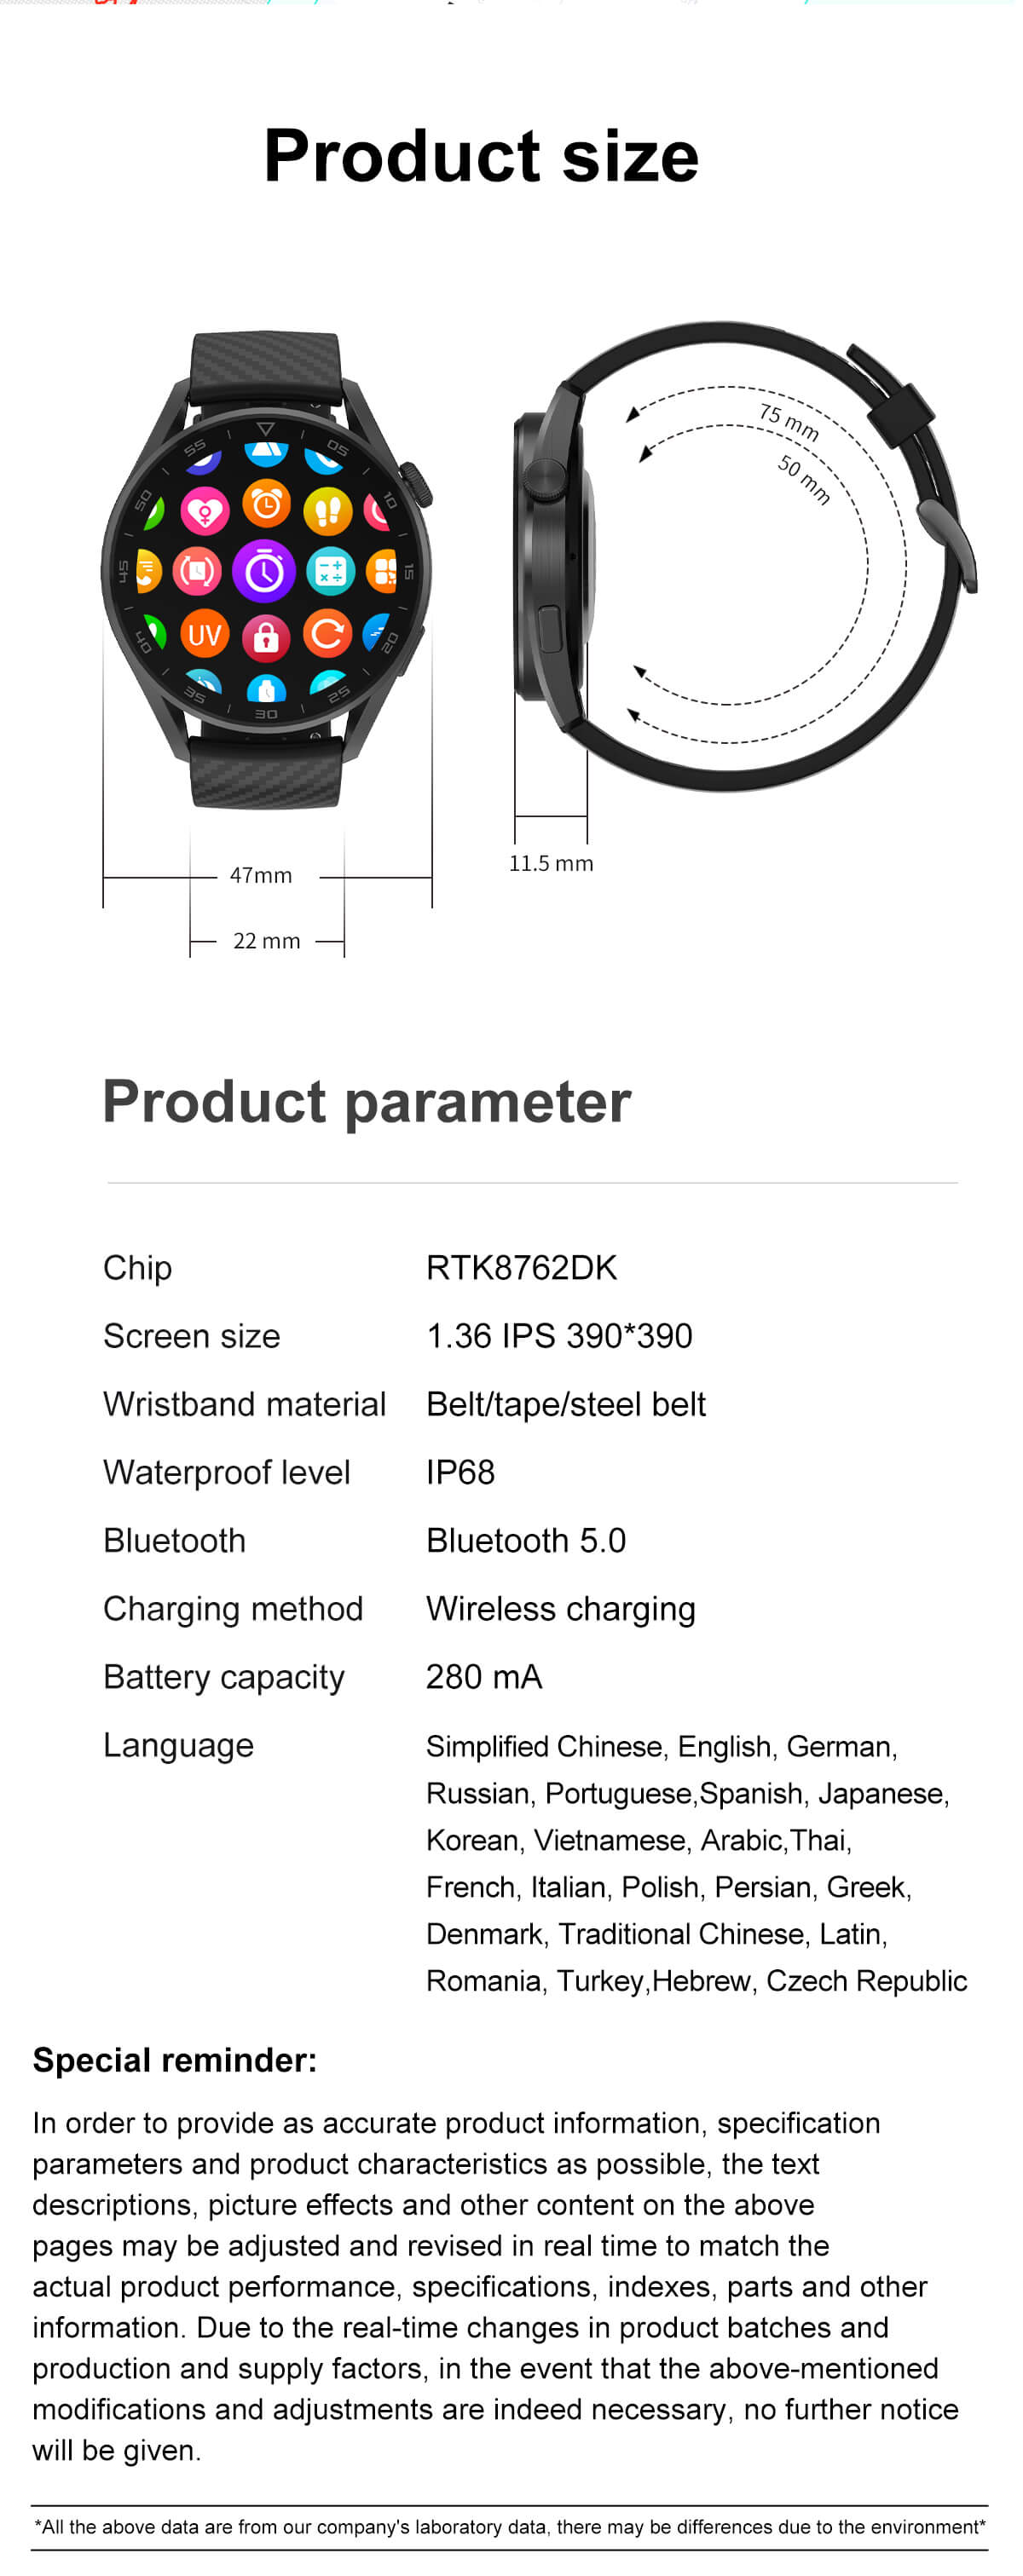 Product size
55
05
50
10
45
15
UV
40
20
35
25
30
75 mm
50 mm
47mm
11.5 mm
22 mm
Product parameter
Chip RTK8762DK
Screen size 1.36 IPS 390*390
Wristband material Belt/tape/steel belt
Waterproof level IP68
Bluetooth Bluetooth 5.0
Charging method Wireless charging
Battery capacity 280 mA
Language Simplified Chinese, English, German,
Russian, Portuguese,Spanish, Japanese,
Korean, Vietnamese, Arabic,Thai,
French, Italian, Polish, Persian, Greek,
Denmark, Traditional Chinese, Latin,
Romania, Turkey,Hebrew, Czech Republic
Special reminder:
In order to provide as accurate product information, specification
parameters and product characteristics as possible, the text
descriptions, picture effects and other content on the above
pages may be adjusted and revised in real time to match the
actual product performance, specifications, indexes, parts and other
information. Due to the real-time changes in product batches and
production and supply factors, in the event that the above-mentioned
modifications and adjustments are indeed necessary, no further notice
will be given.
*All the above data are from our company's laboratory data, there may be differences due to the environment*